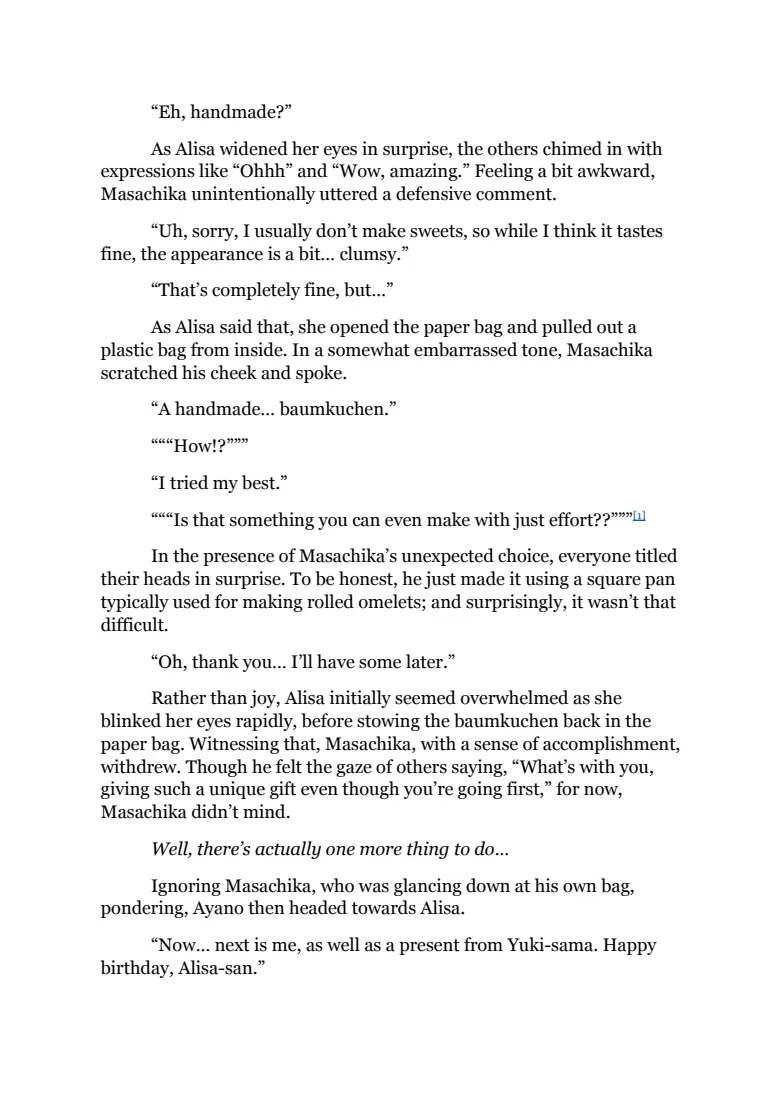 “Eh, handmade?”
As Alisa widened her eyes in surprise, the others chimed in with
expressions like “Ohhh” and “Wow, amazing.” Feeling a bit awkward,
Masachika unintentionally uttered a defensive comment.
“Uh, sorry, I usually don’t make sweets, so while I think it tastes
fine, the appearance is a bit... clumsy.”
“That’s completely fine, but...”
As Alisa said that, she opened the paper bag and pulled out a
plastic bag from inside. In a somewhat embarrassed tone, Masachika
scratched his cheek and spoke.
“A handmade... baumkuchen.”
“““How!?”””
“I tried my best.”
“““Is that something you can even make with just effort??”””[1]
In the presence of Masachika’s unexpected choice, everyone titled
their heads in surprise. To be honest, he just made it using a square pan
typically used for making rolled omelets; and surprisingly, it wasn’t that
difficult.
“Oh, thank you... I’ll have some later.”
Rather than joy, Alisa initially seemed overwhelmed as she
blinked her eyes rapidly, before stowing the baumkuchen back in the
paper bag. Witnessing that, Masachika, with a sense of accomplishment,
withdrew. Though he felt the gaze of others saying, “What’s with you,
giving such a unique gift even though you’re going first,” for now,
Masachika didn’t mind.
Well, there’s actually one more thing to do...
Ignoring Masachika, who was glancing down at his own bag,
pondering, Ayano then headed towards Alisa.
“Now... next is me, as well as a present from Yuki-sama. Happy
birthday, Alisa-san.”